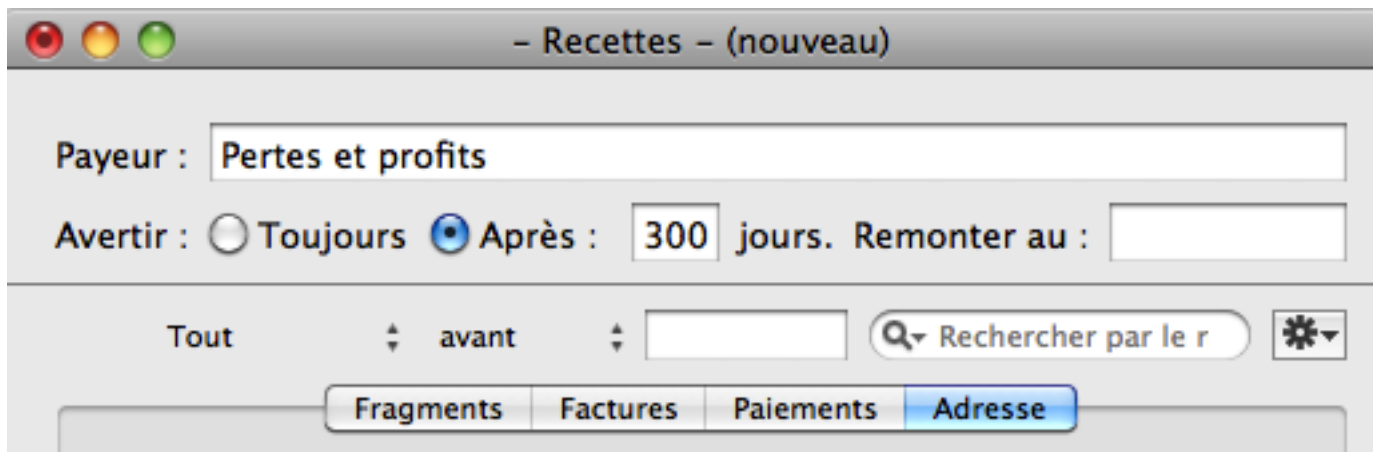 – Recettes – (nouveau)
Payeur : Pertes et profits
Avertir : Toujours Après : 300 jours. Remonter au :
Tout avant Rechercher par le r
Fragments Factures Paiements Adresse